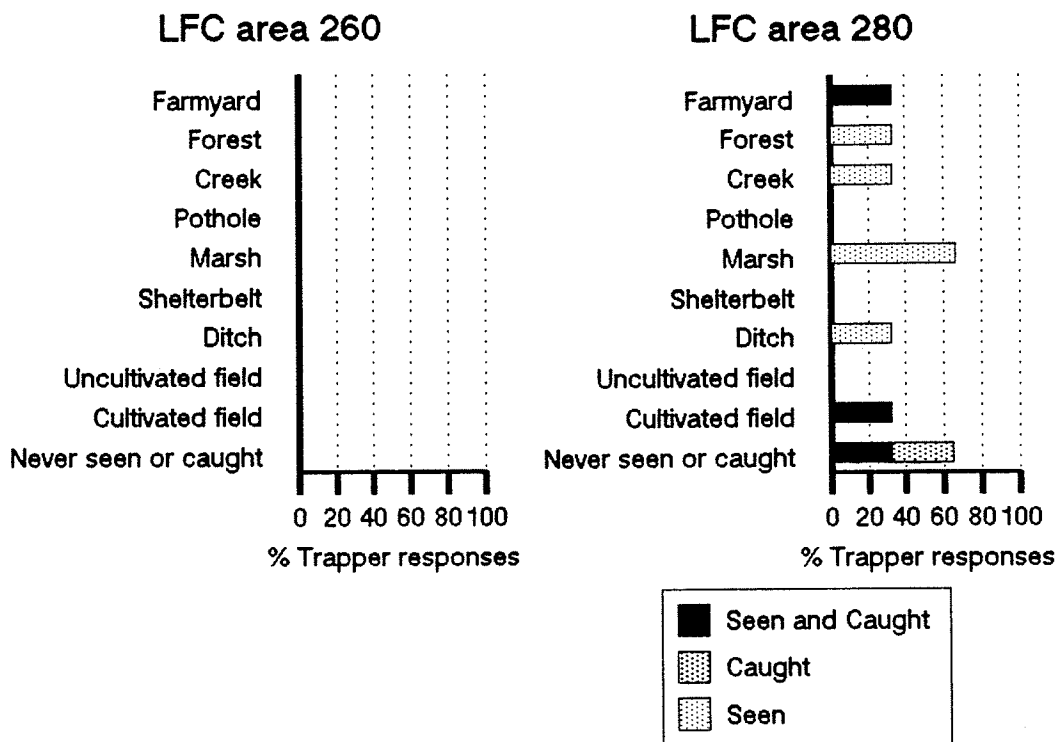 LFC area 260
Farmyard
Forest
Creek
Pothole
Marsh
Shelterbelt
Ditch
Uncultivated field
Cultivated field
Never seen or caught
0 20 40 60 80 100
% Trapper responses
LFC area 280
Farmyard
Forest
Creek
Pothole
Marsh
Shelterbelt
Ditch
Uncultivated field
Cultivated field
Never seen or caught
0 20 40 60 80 100
% Trapper responses
Seen and Caught
Caught
Seen